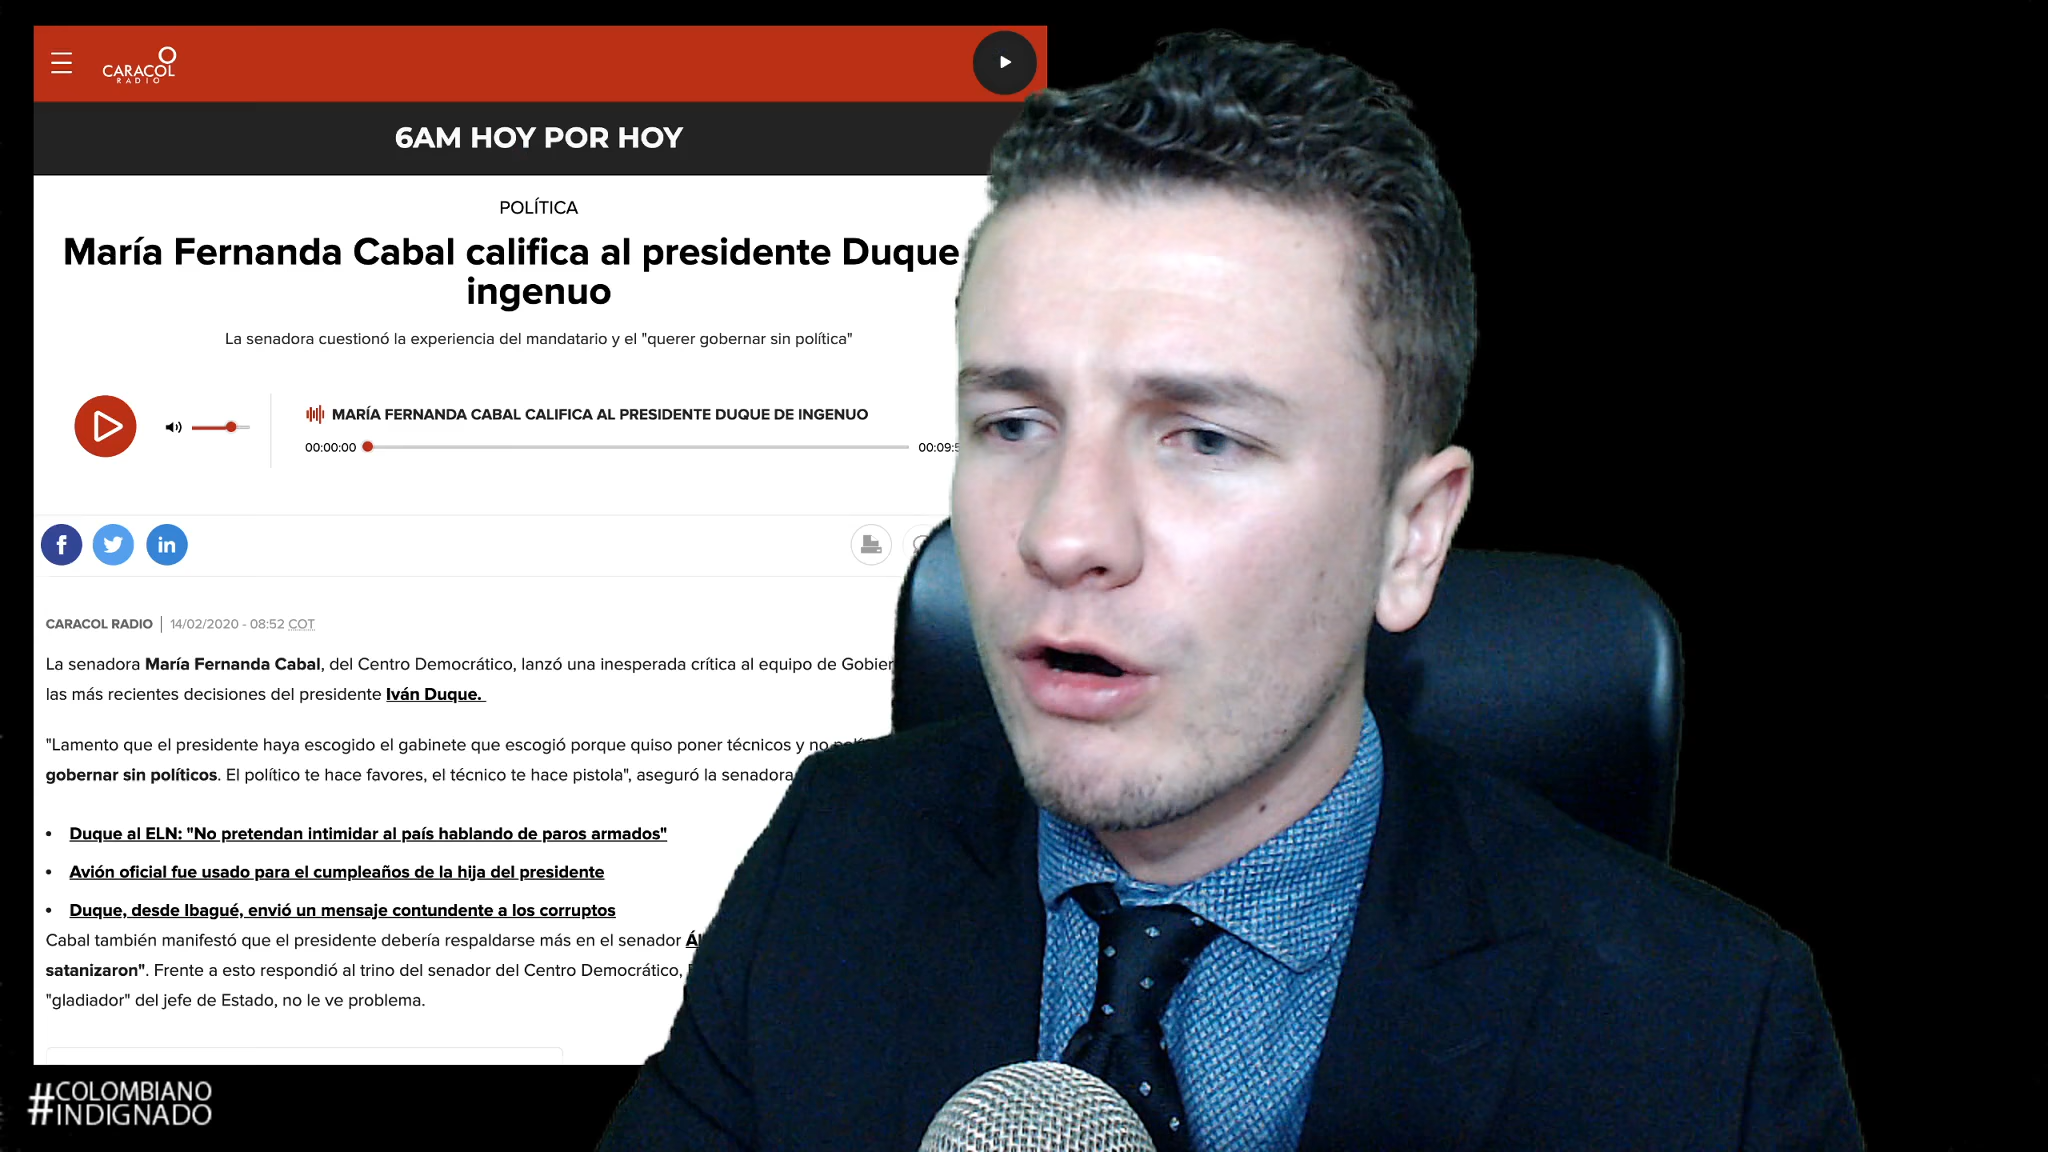 CARACOL
RADIO
6AM HOY POR HOY
POLÍTICA
María Fernanda Cabal califica al presidente Duque
ingenuo
La senadora cuestionó la experiencia del mandatario y el "querer gobernar sin política"
MARÍA FERNANDA CABAL CALIFICA AL PRESIDENTE DUQUE DE INGENUO
00:00:00 00:09:5
f in
CARACOL RADIO | 14/02/2020 - 08:52 COT
La senadora María Fernanda Cabal, del Centro Democrático, lanzó una inesperada crítica al equipo de
las más recientes decisiones del presidente Iván Duque.
"Lamento que el presidente haya escogido el gabinete que escogió porque quiso poner técnicos y no
gobernar sin políticos. El político te hace favores, el técnico te hace pistola", aseguró la senadora
• Duque al ELN: "No pretendan intimidar al país hablando de paros armados"
• Avión oficial fue usado para el cumpleaños de la hija del presidente
• Duque, desde Ibagué, envió un mensaje contundente a los corruptos
Cabal también manifestó que el presidente debería respaldarse más en el senador
satanizaron". Frente a esto respondió al trino del senador del Centro Democrático,
"gladiador" del jefe de Estado, no le ve problema.
#COLOMBIANO
INDIGNADO